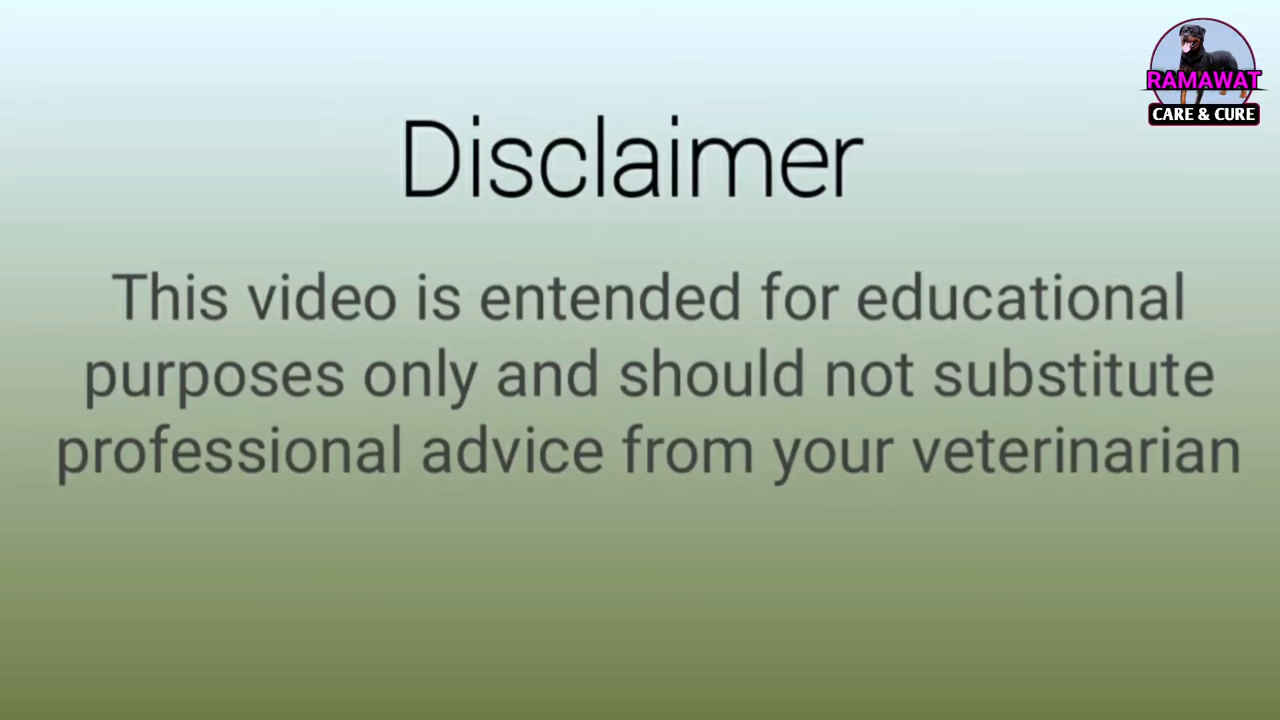 RAMAWAT
CARE & CURE
Disclaimer
This video is entended for educational
purposes only and should not substitute
professional advice from your veterinarian